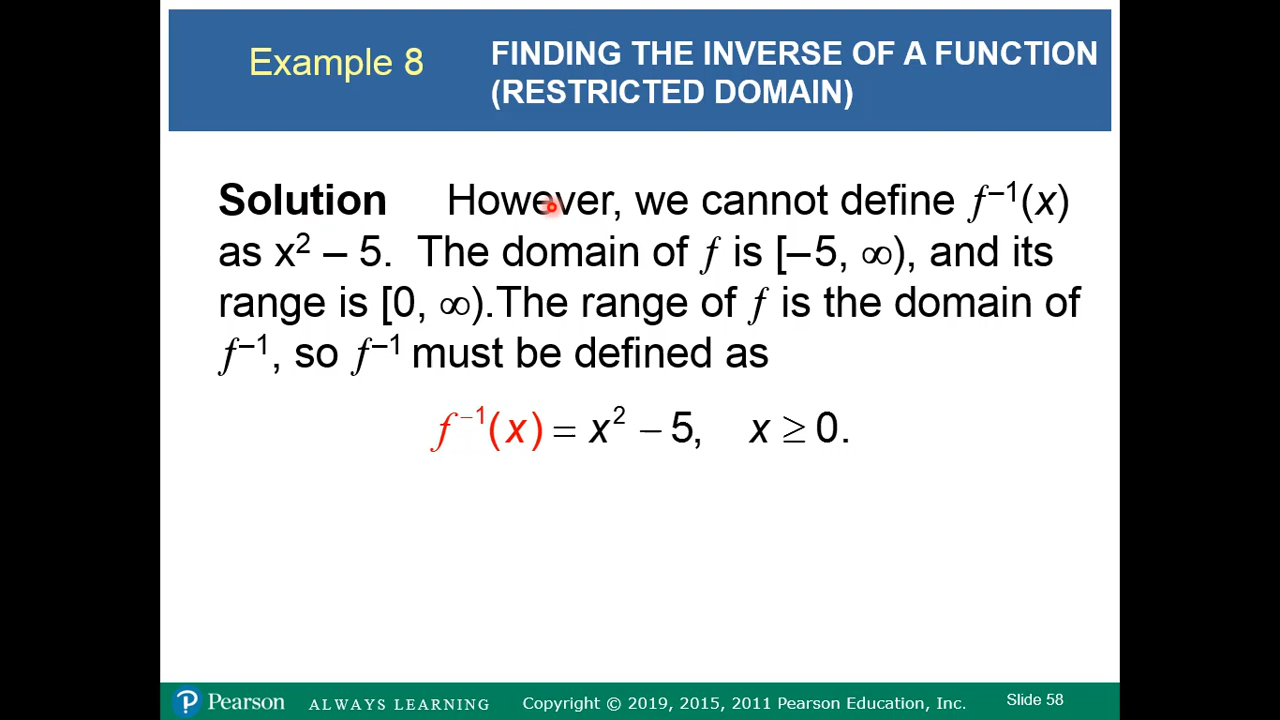 Example 8
FINDING THE INVERSE OF A FUNCTION
(RESTRICTED DOMAIN)
Solution However, we cannot define f⁻¹(x)
as x² – 5. The domain of f is [–5, ∞), and its
range is [0, ∞).The range of f is the domain of
f⁻¹, so f⁻¹ must be defined as
f⁻¹(x) = x² − 5, x ≥ 0.
Pearson ALWAYS LEARNING Copyright © 2019, 2015, 2011 Pearson Education, Inc. Slide 58